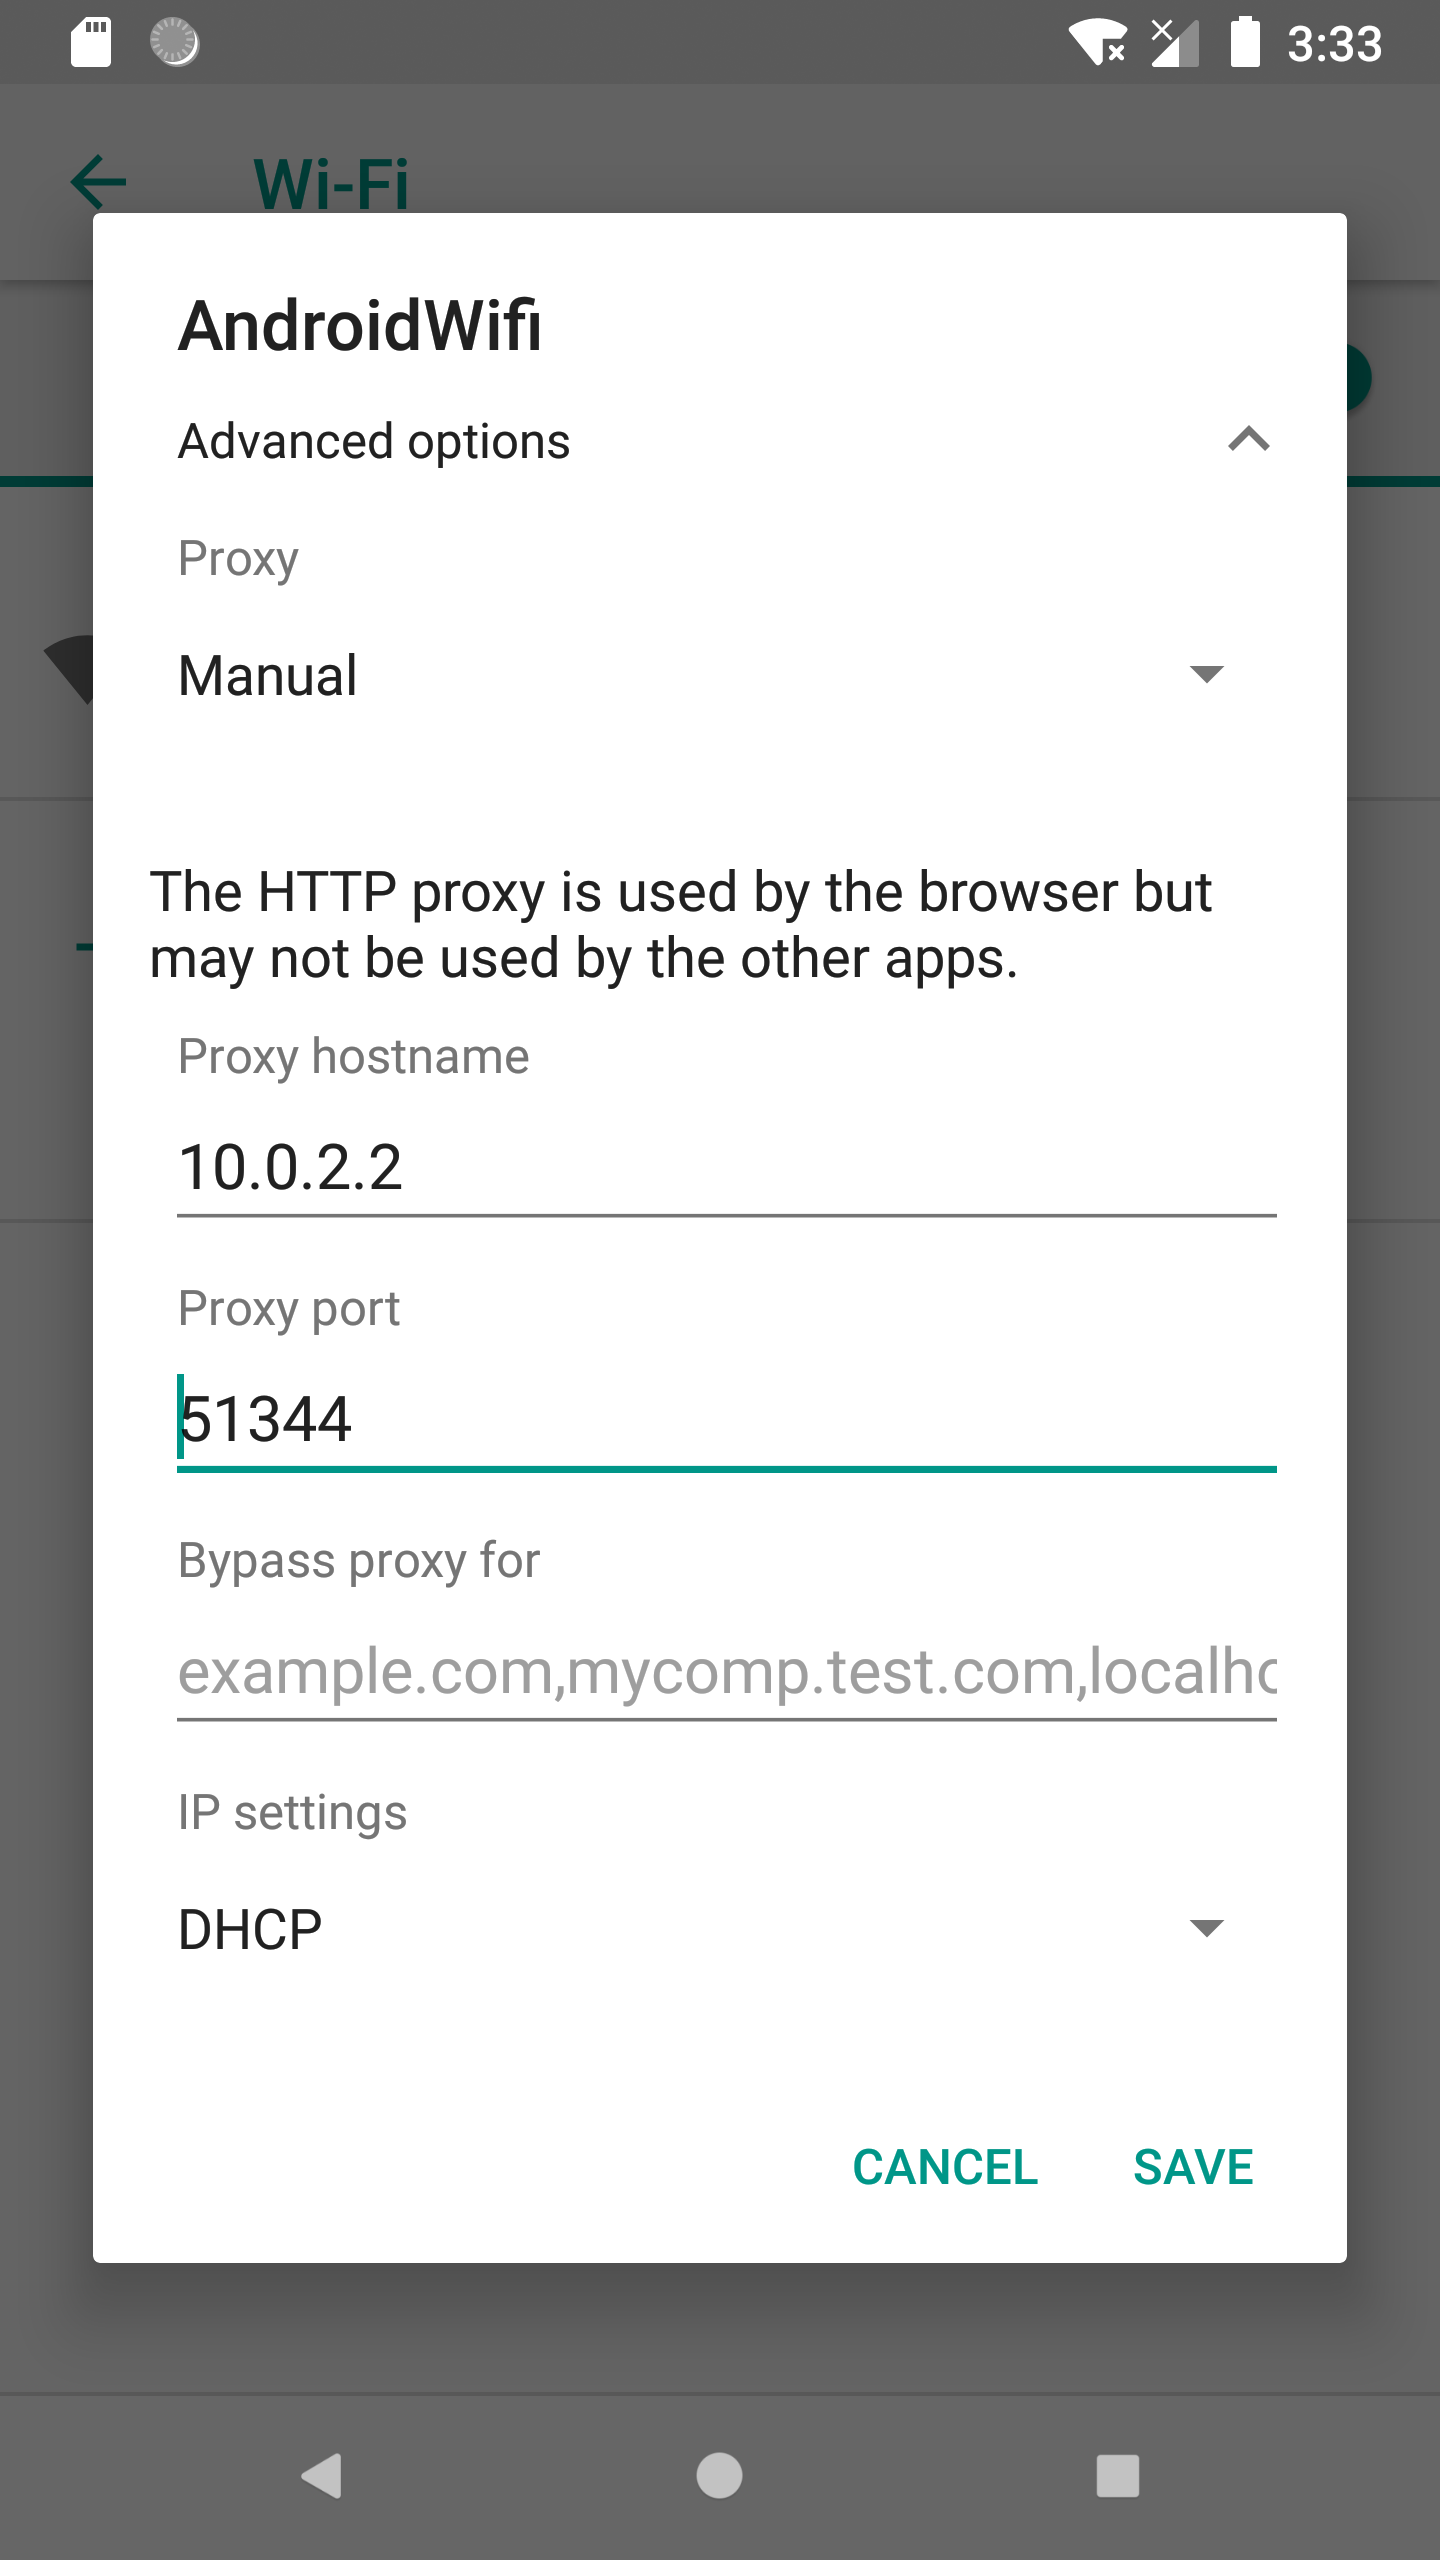 3:33
Wi-Fi
AndroidWifi
Advanced options
Proxy
Manual
The HTTP proxy is used by the browser but
may not be used by the other apps.
Proxy hostname
10.0.2.2
Proxy port
51344
Bypass proxy for
example.com,mycomp.test.com,localho
IP settings
DHCP
CANCEL SAVE